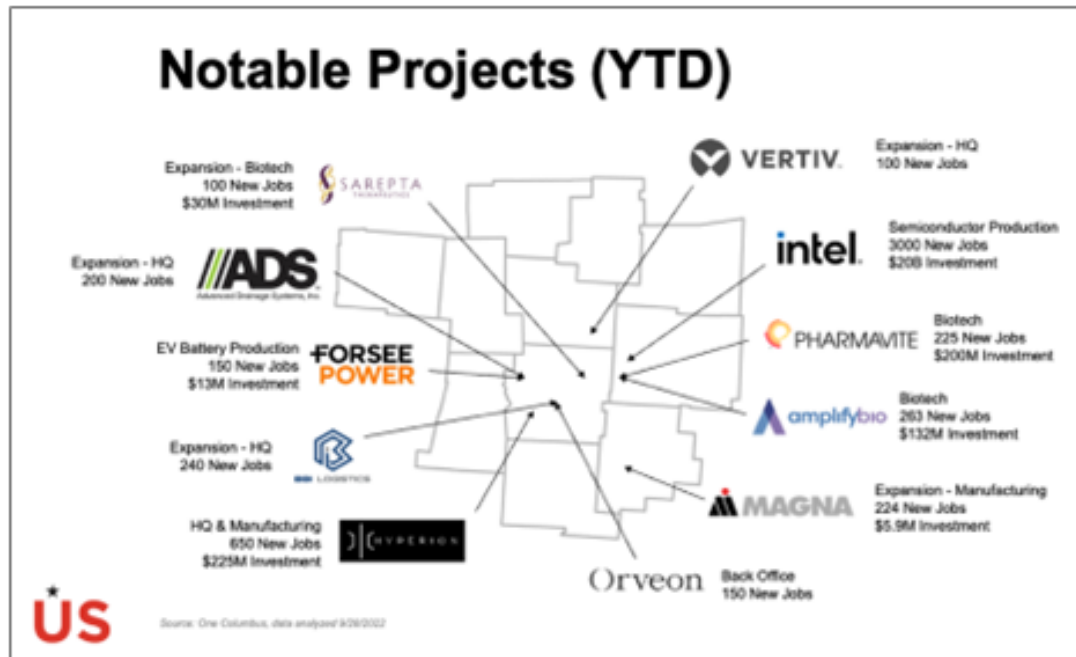 Notable Projects (YTD)
Expansion - Biotech
100 New Jobs
$30M Investment
SAREPTA
THERAPEUTICS
Expansion - HQ
200 New Jobs
ADS
Advanced Drainage Systems, Inc.
EV Battery Production
150 New Jobs
$13M Investment
FORSEE
POWER
Expansion - HQ
240 New Jobs
LOGISTICS
HQ & Manufacturing
650 New Jobs
$225M Investment
HYPERION
VERTIV
Expansion - HQ
100 New Jobs
intel
Semiconductor Production
3000 New Jobs
$20B Investment
PHARMAVITE
Biotech
225 New Jobs
$200M Investment
amplifybio
Biotech
263 New Jobs
$132M Investment
MAGNA
Expansion - Manufacturing
224 New Jobs
$5.9M Investment
Orveon
Back Office
150 New Jobs
US
Source: One Columbus, data analyzed 9/28/2022